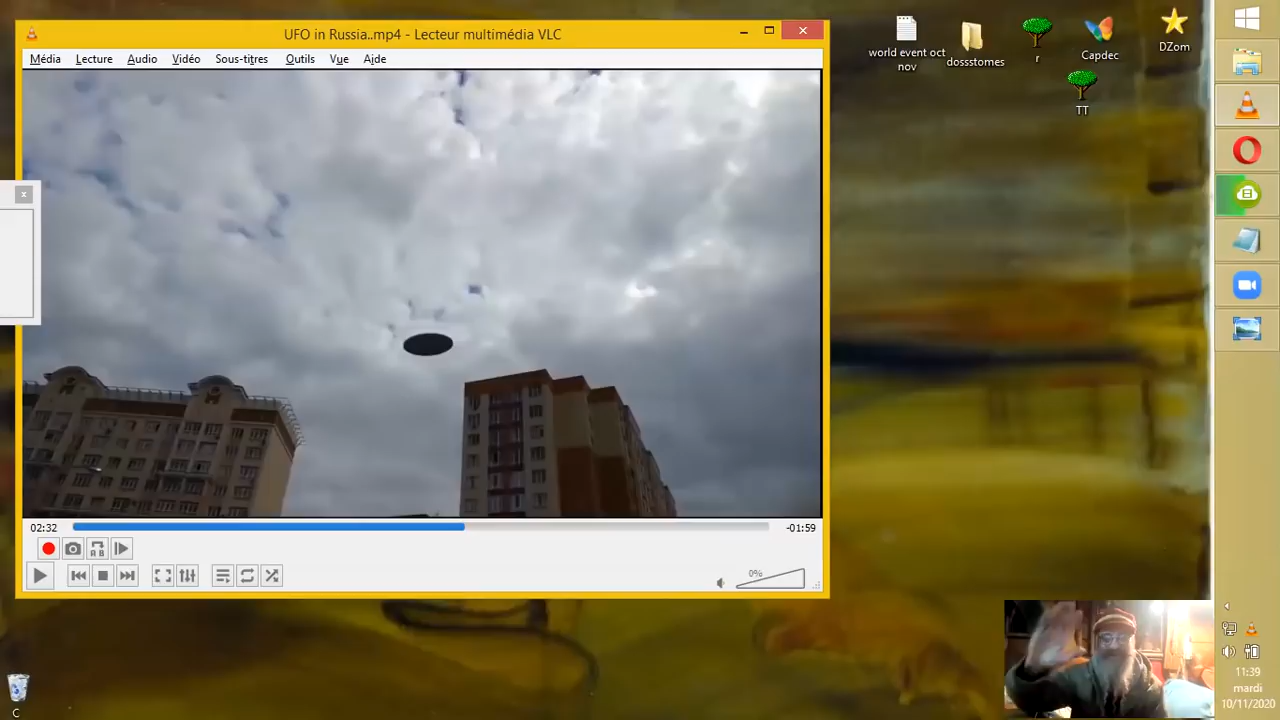 UFO in Russia..mp4 - Lecteur multimédia VLC
Média Lecture Audio Vidéo Sous-titres Outils Vue Aide
02:32
-01:59
0%
world event oct
nov
dossstomes
r
Capdec
DZom
TT
C
11:39
mardi
10/11/2020